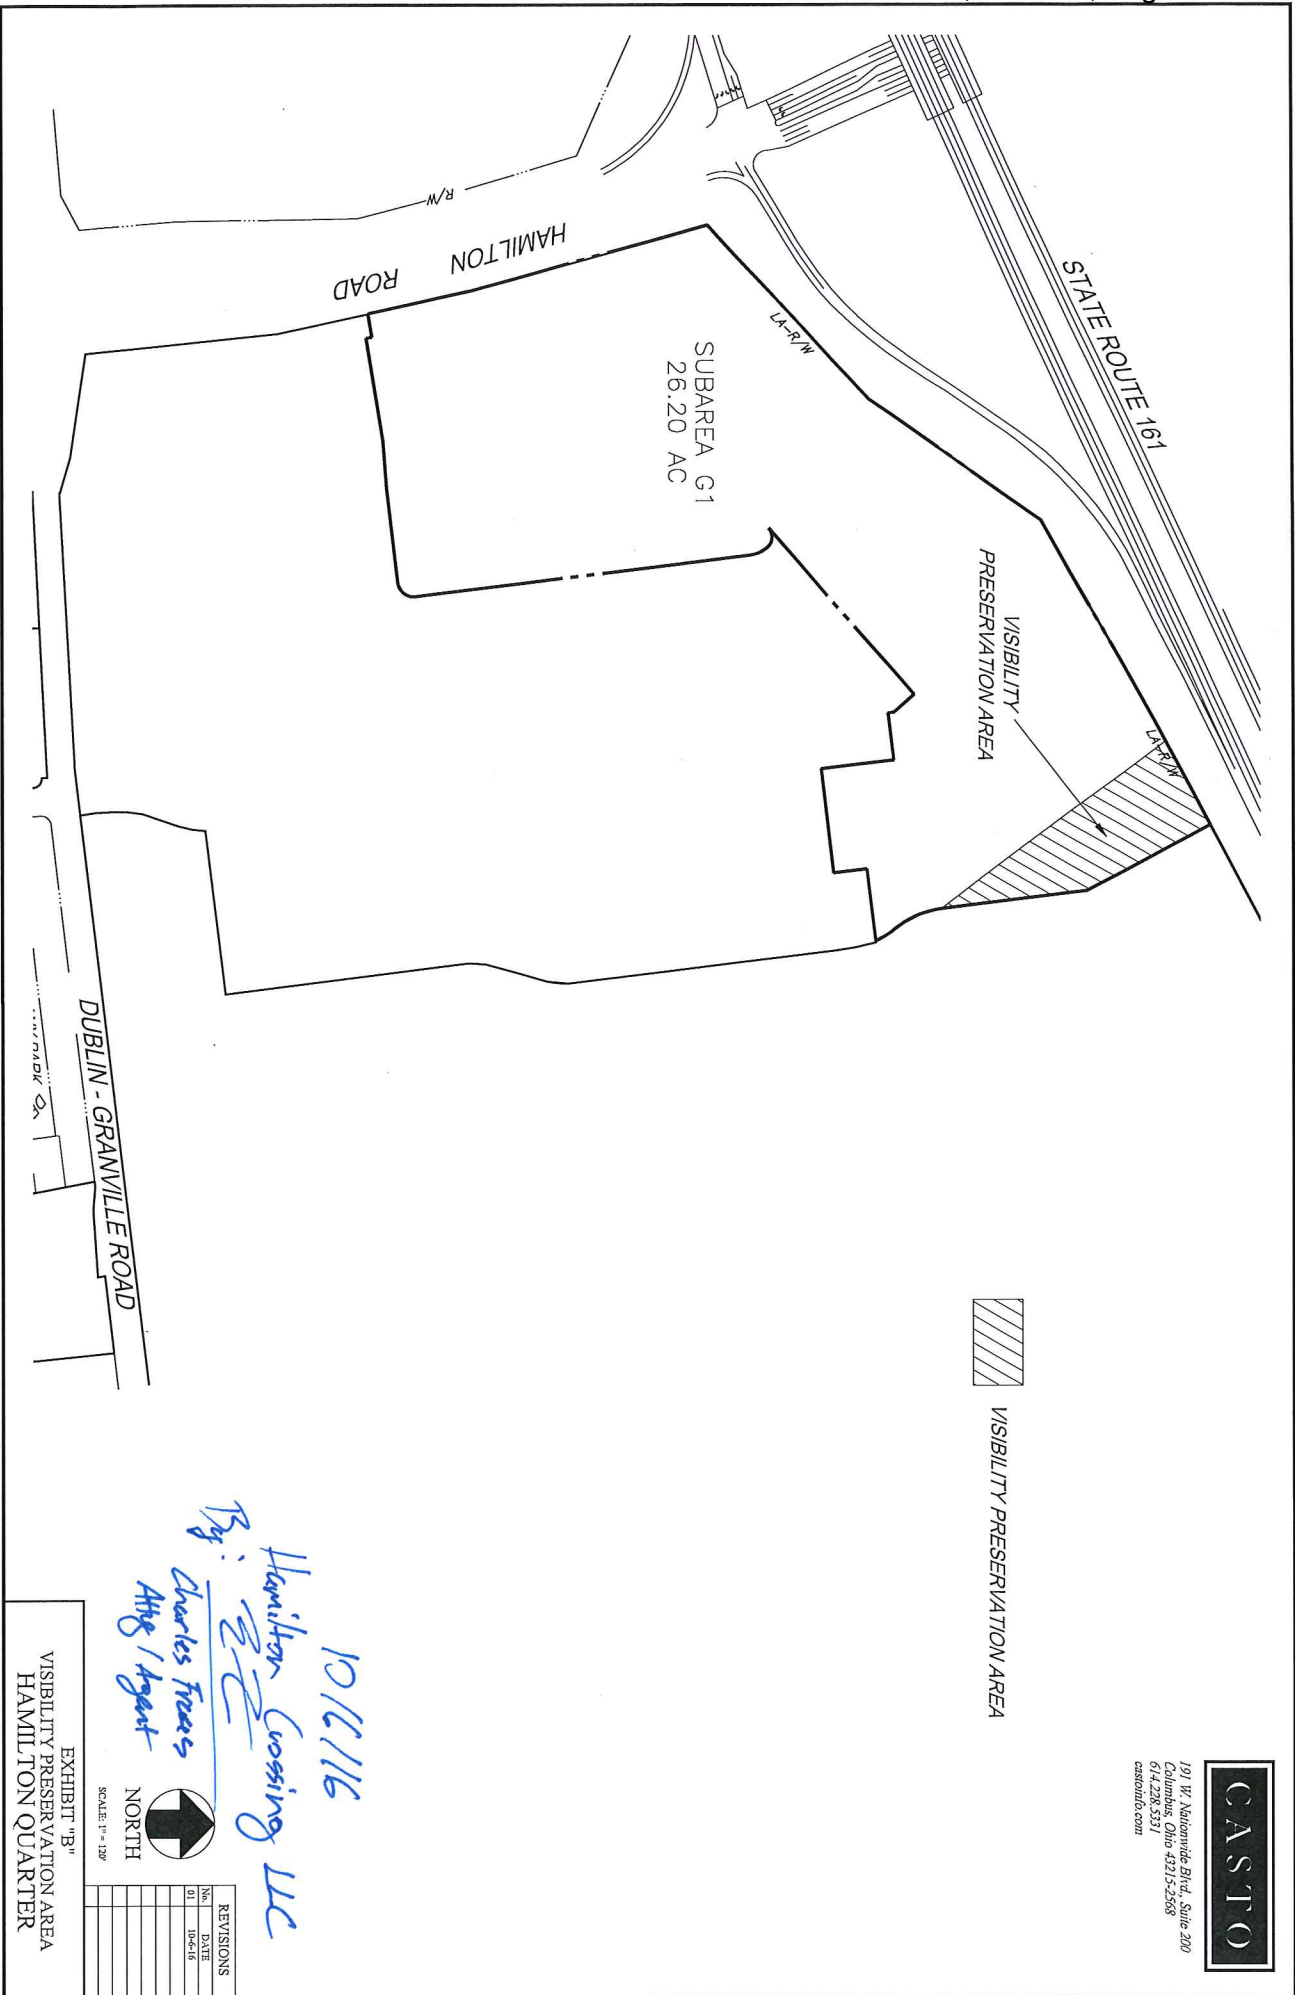 CASTO
191 W. Nationwide Blvd., Suite 200
Columbus, Ohio 43215-2568
614.228.5331
castoinfo.com
STATE ROUTE 161
LA-R/W
LA-R/W
VISIBILITY
PRESERVATION AREA
VISIBILITY PRESERVATION AREA
SUBAREA G1
26.20 AC
R/W
HAMILTON ROAD
DUBLIN - GRANVILLE ROAD
10/6/16
Hamilton Crossing LLC
By:
Charles
Atty / Agent
NORTH
SCALE: 1" = 120'
REVISIONS
No. DATE
01 10-6-16
EXHIBIT "B"
VISIBILITY PRESERVATION AREA
HAMILTON QUARTER